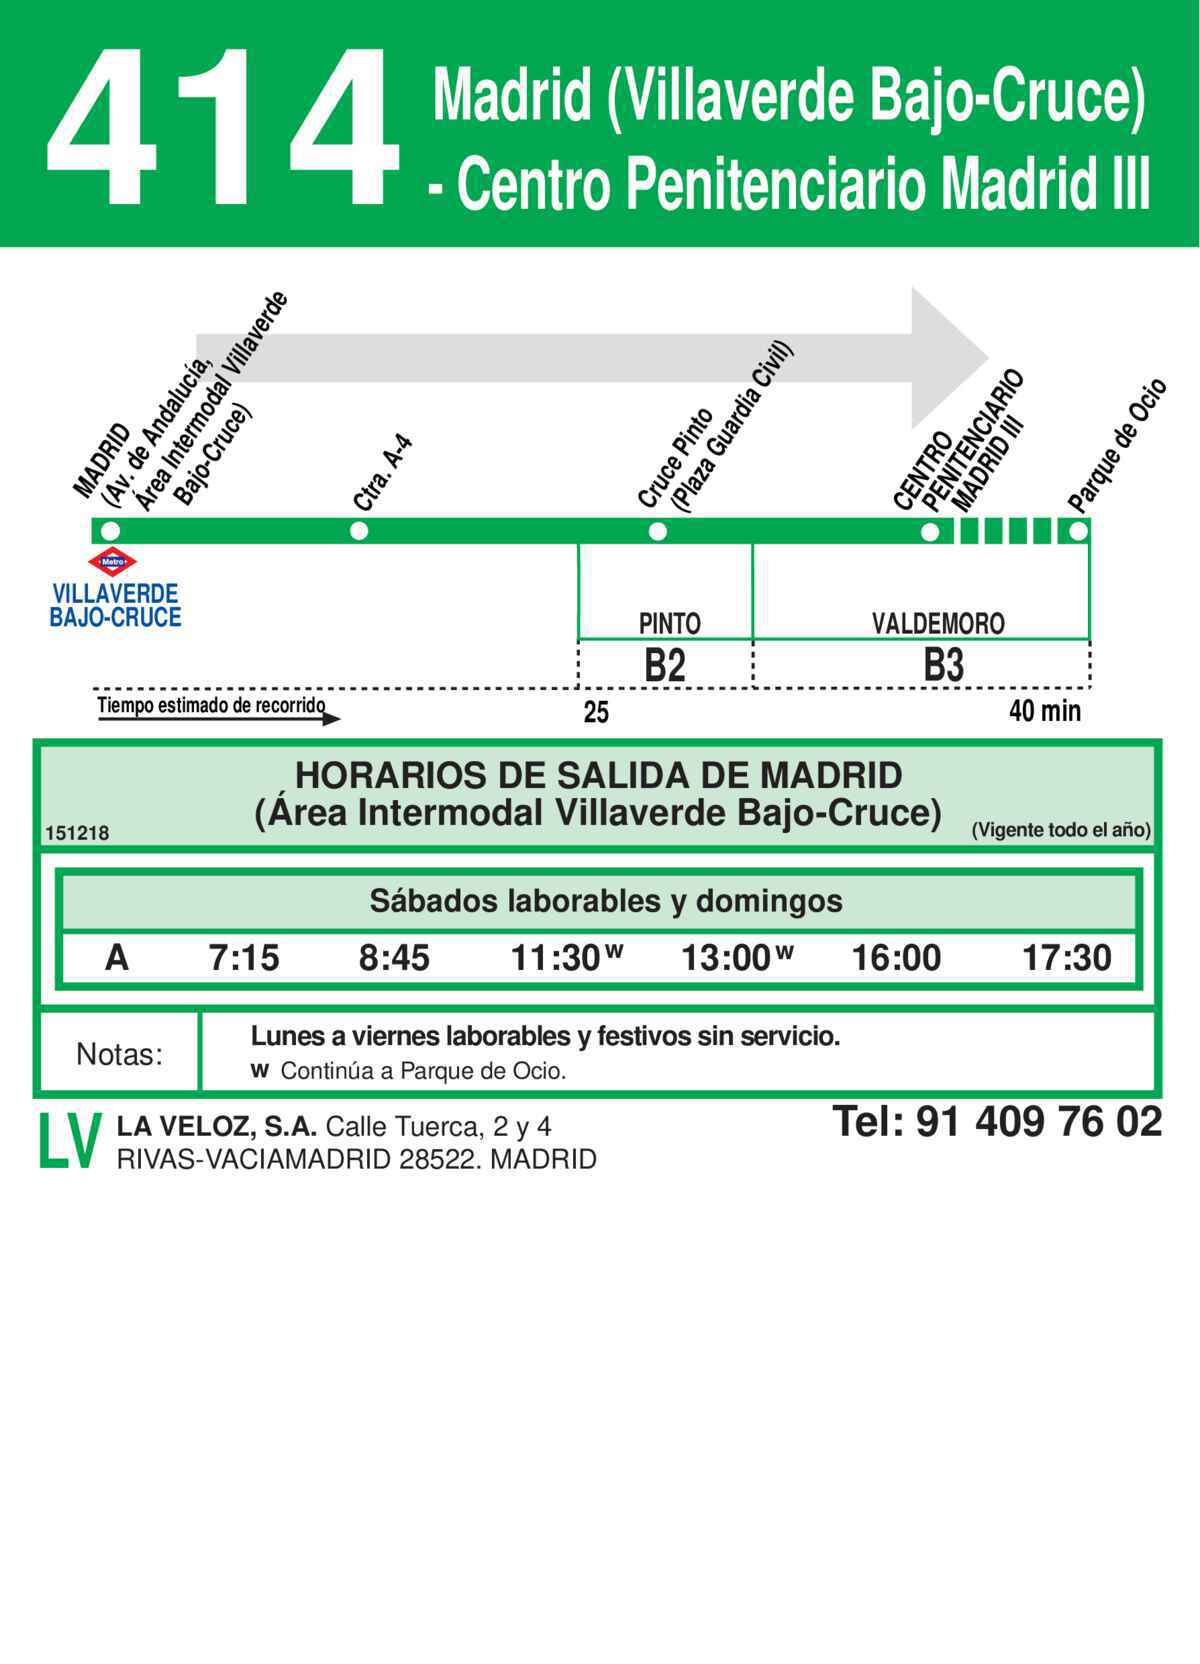 414
Madrid (Villaverde Bajo-Cruce)
- Centro Penitenciario Madrid III
MADRID
(Av. de Andalucía,
Área Intermodal Villaverde
Bajo-Cruce)
Ctra. A-4
Cruce Pinto
(Plaza Guardia Civil)
CENTRO
PENITENCIARIO
MADRID III
Parque de Ocio
Metro
VILLAVERDE
BAJO-CRUCE
PINTO
VALDEMORO
B2
B3
Tiempo estimado de recorrido
25
40 min
HORARIOS DE SALIDA DE MADRID
(Área Intermodal Villaverde Bajo-Cruce)
151218
(Vigente todo el año)
Sábados laborables y domingos
A 7:15 8:45 11:30 w 13:00 w 16:00 17:30
Notas:
Lunes a viernes laborables y festivos sin servicio.
w Continúa a Parque de Ocio.
LV
LA VELOZ, S.A. Calle Tuerca, 2 y 4
RIVAS-VACIAMADRID 28522. MADRID
Tel: 91 409 76 02